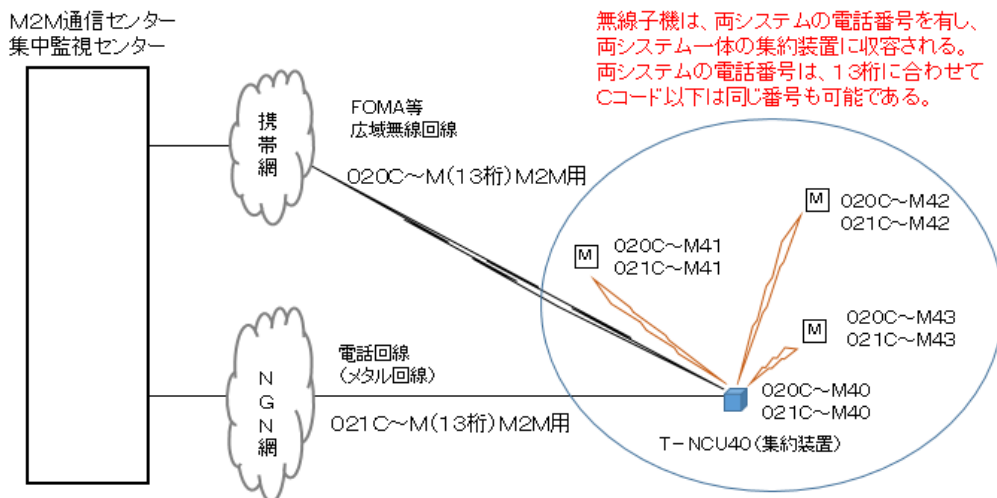 M2M通信センター
集中監視センター
無線子機は、両システムの電話番号を有し、
両システム一体の集約装置に収容される。
両システムの電話番号は、13桁に合わせて
Cコード以下は同じ番号も可能である。
携帯網
FOMA等
広域無線回線
020C～M(13桁)M2M用
M
020C～M42
021C～M42
M
020C～M41
021C～M41
M
020C～M43
021C～M43
020C～M40
021C～M40
T－NCU40(集約装置)
NGN網
電話回線
(メタル回線)
021C～M(13桁)M2M用